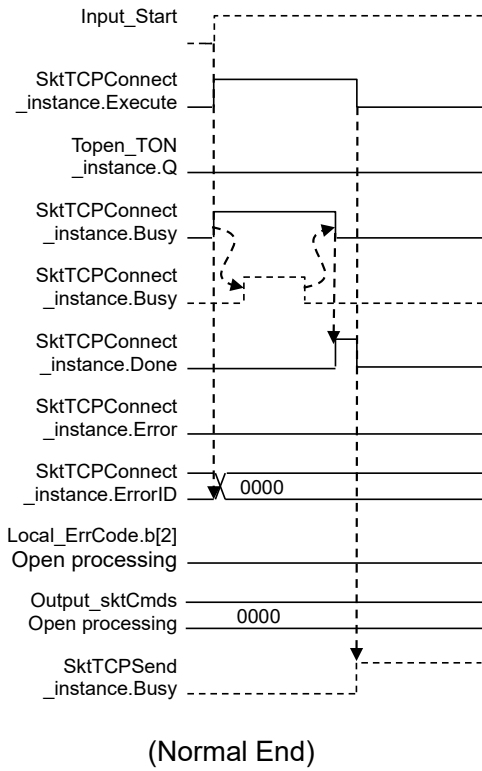 Input_Start
SktTCPConnect
_instance.Execute
Topen_TON
_instance.Q
SktTCPConnect
_instance.Busy
SktTCPConnect
_instance.Busy
SktTCPConnect
_instance.Done
SktTCPConnect
_instance.Error
SktTCPConnect
_instance.ErrorID
0000
Local_ErrCode.b[2]
Open processing
Output_sktCmds
Open processing
0000
SktTCPSend
_instance.Busy
(Normal End)